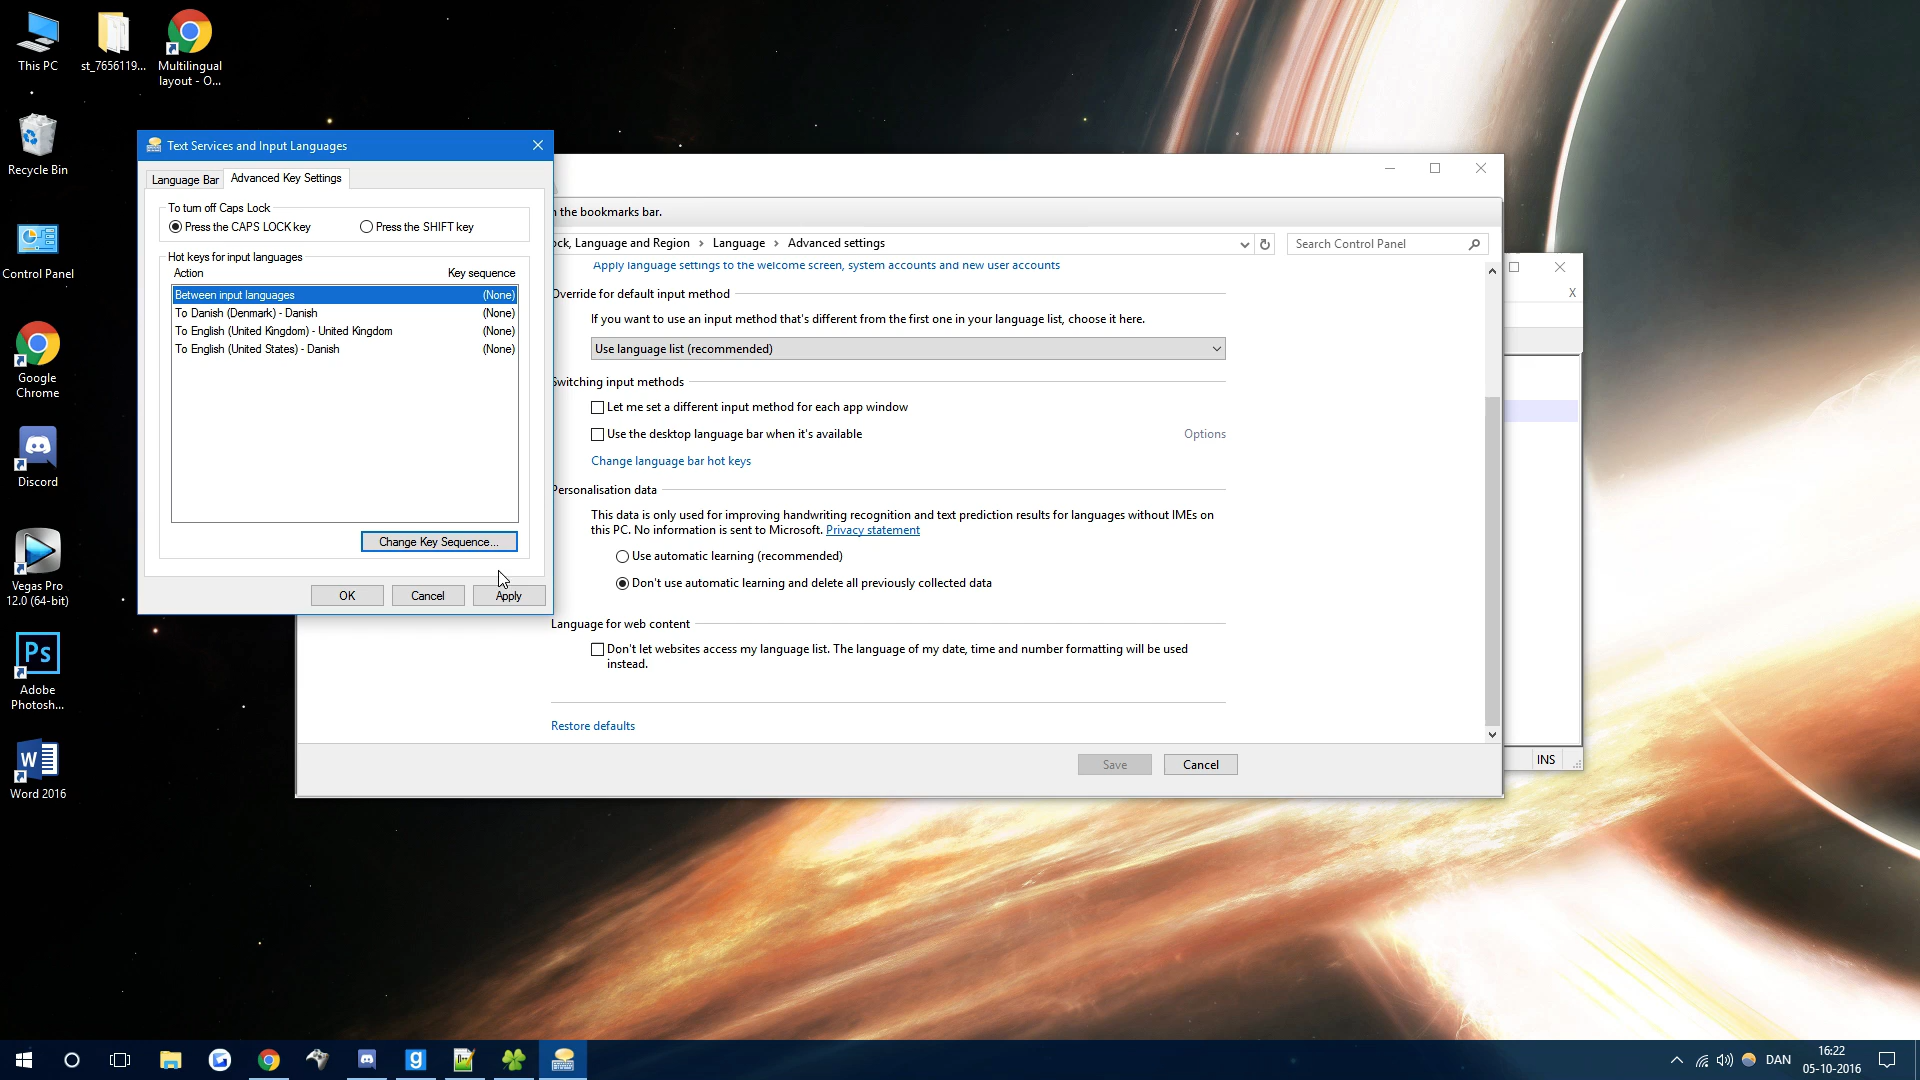 This PC
st_7656119...
Multilingual
layout - O...
Recycle Bin
Control Panel
Google
Chrome
Discord
Vegas Pro
12.0 (64-bit)
Ps
Adobe
Photosh...
W
Word 2016
Text Services and Input Languages
Language Bar
Advanced Key Settings
To turn off Caps Lock
Press the CAPS LOCK key
Press the SHIFT key
Hot keys for input languages
Action
Key sequence
Between input languages
(None)
To Danish (Denmark) - Danish
(None)
To English (United Kingdom) - United Kingdom
(None)
To English (United States) - Danish
(None)
Change Key Sequence...
OK
Cancel
Apply
the bookmarks bar.
Language and Region
Language
Advanced settings
Search Control Panel
Apply language settings to the welcome screen, system accounts and new user accounts
Override for default input method
If you want to use an input method that's different from the first one in your language list, choose it here.
Use language list (recommended)
Switching input methods
Let me set a different input method for each app window
Use the desktop language bar when it's available
Options
Change language bar hot keys
Personalisation data
This data is only used for improving handwriting recognition and text prediction results for languages without IMEs on
this PC. No information is sent to Microsoft. Privacy statement
Use automatic learning (recommended)
Don't use automatic learning and delete all previously collected data
Language for web content
Don't let websites access my language list. The language of my date, time and number formatting will be used
instead.
Restore defaults
Save
Cancel
X
INS
DAN
16:22
05-10-2016